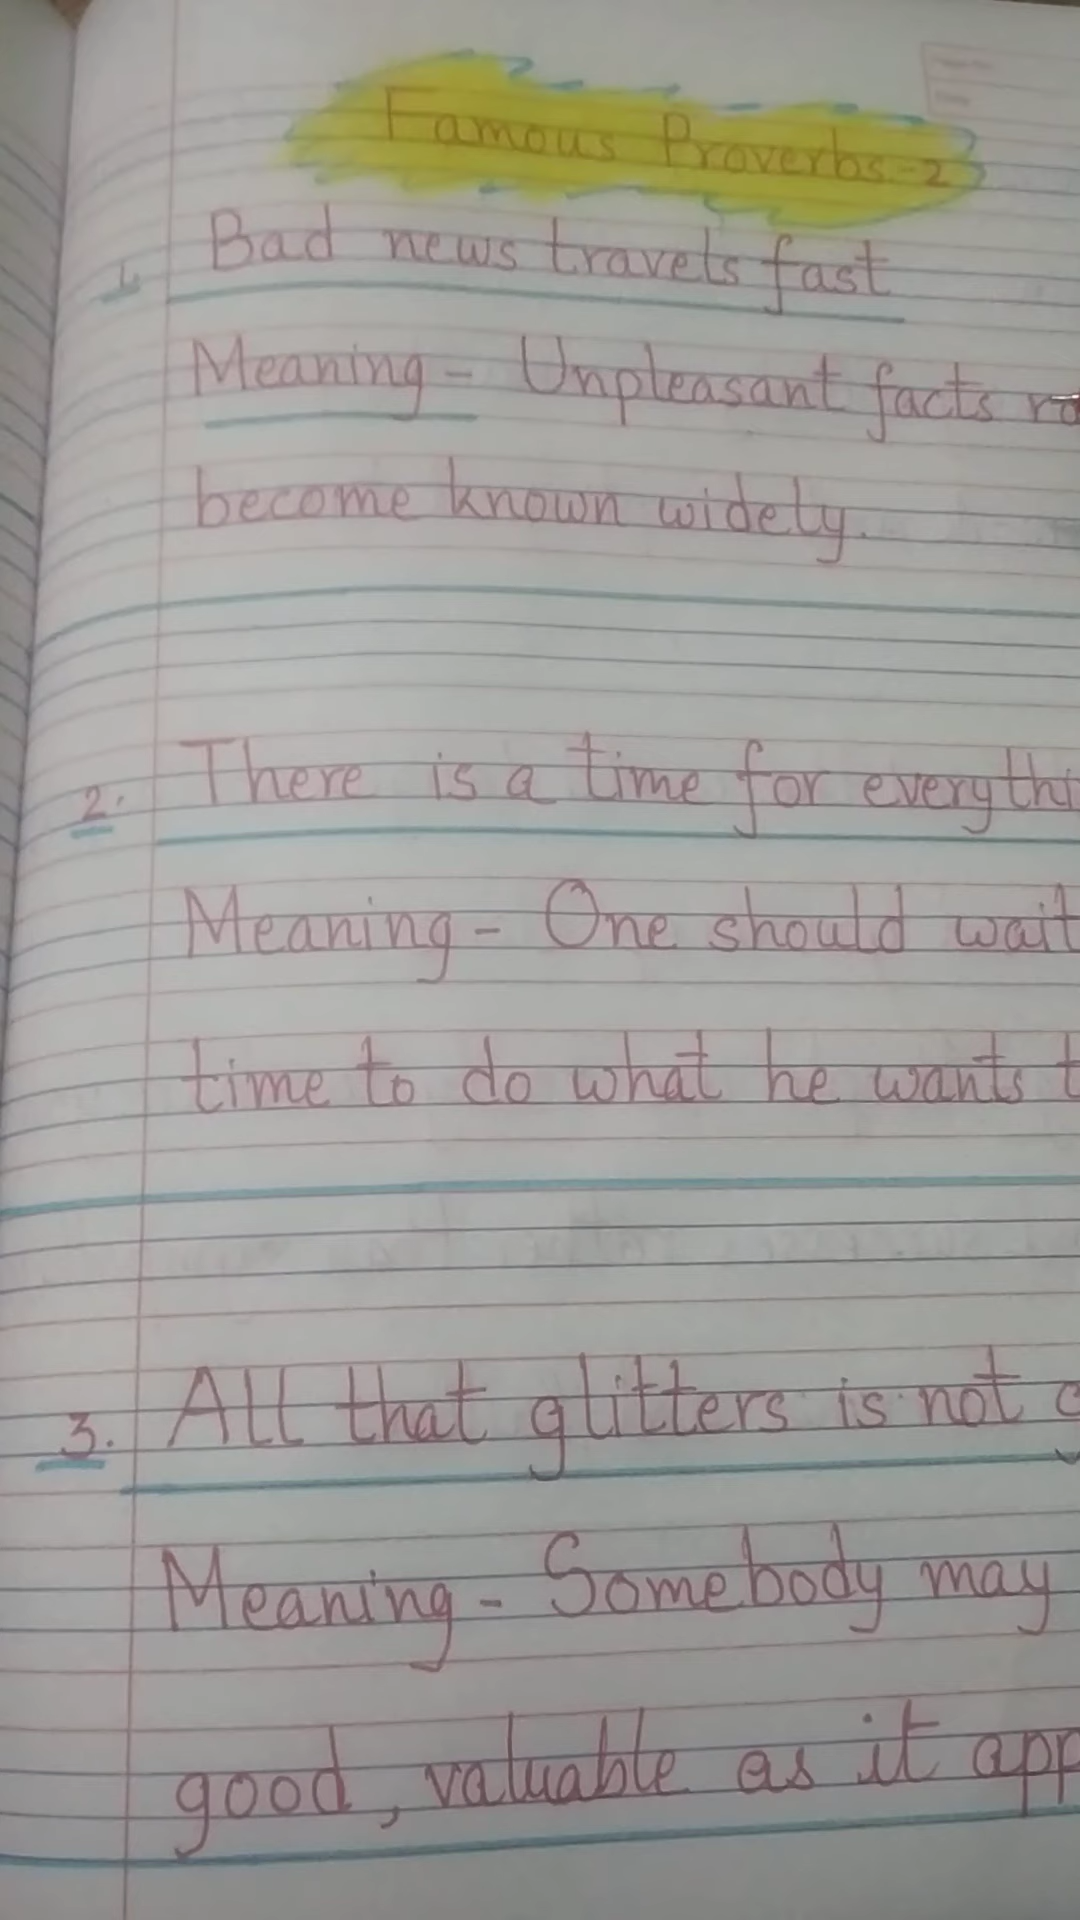 Famous Proverbs-2
1. Bad news travels fast
Meaning - Unpleasant facts
become known widely.
2. There is a time for
Meaning - One should wait
time to do what he wants
3. All that glitters is not
Meaning - Somebody may
good, valuable as it